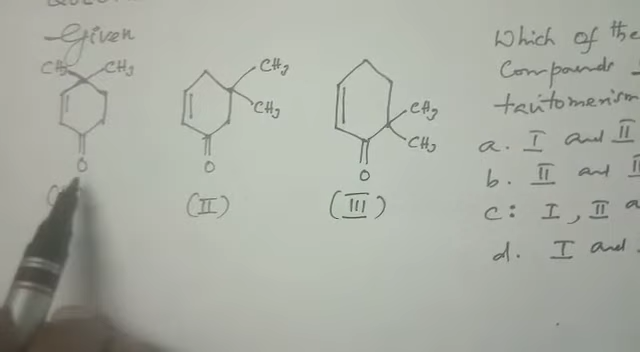 Given
CH3 CH3
O
CH3
CH3
O
(II)
CH3
CH3
O
(III)
Which of the
Compounds
tautomerism
a. I and II
b. II and
c: I, II
d. I and